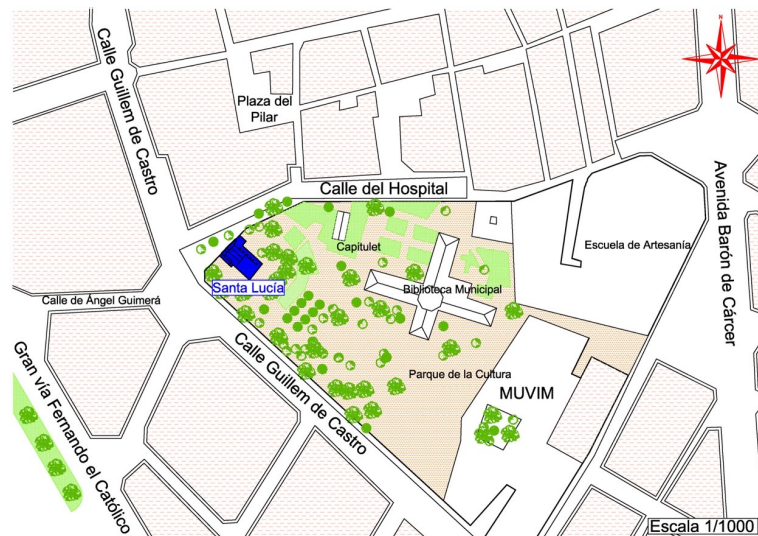 N
Calle Guillem de Castro
Plaza del
Pilar
Calle del Hospital
Avenida Barón de Cárcer
Capitulet
Escuela de Artesanía
Santa Lucía
Biblioteca Municipal
Calle de Ángel Guimerá
Calle Guillem de Castro
Parque de la Cultura
MUVIM
Gran vía Fernando el Católico
Escala 1/1000